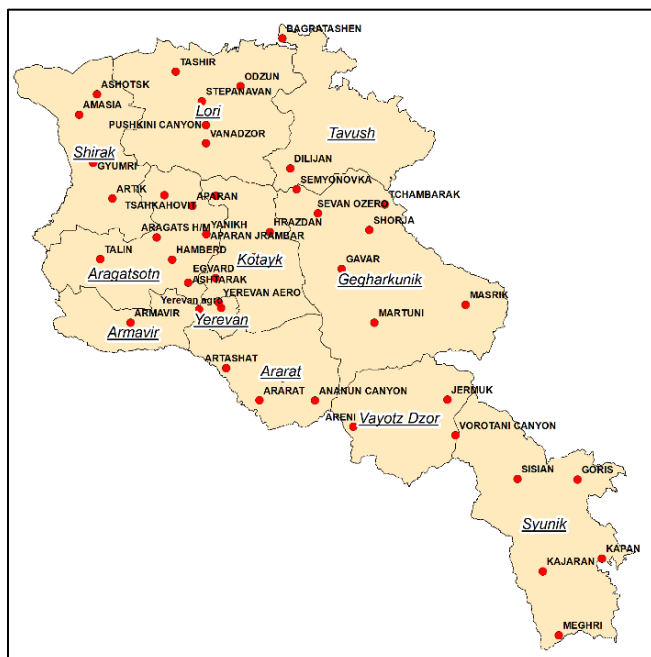 BAGRATASHEN
TASHIR
ODZUN
ASHOTSK
STEPANAVAN
AMASIA
Lori
PUSHKINI CANYON
Tavush
VANADZOR
Shirak
GYUMRI
DILIJAN
SEMYONOVKA
ARTIK
APARAN
TCHAMBARAK
TSAHKAHOVIT
SEVAN OZERO
ARAGATS H/M
YANIKH
HRAZDAN
SHORJA
APARAN JRAMBAR
TALIN
HAMBERD
Kotayk
GAVAR
Aragatsotn
EGVARD
Gegharkunik
ASHTARAK
YEREVAN AERO
Yerevan agro
MASRIK
ARMAVIR
Yerevan
MARTUNI
Armavir
ARTASHAT
Ararat
ARARAT
ANANUN CANYON
JERMUK
ARENI
Vayotz Dzor
VOROTANI CANYON
SISIAN
GORIS
Syunik
KAPAN
KAJARAN
MEGHRI